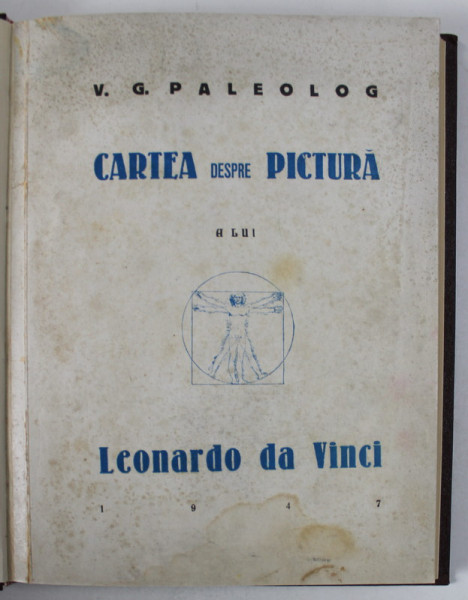 V. G. PALEOLOG
CARTEA DESPRE PICTURĂ
A LUI
Leonardo da Vinci
1 9 4 7